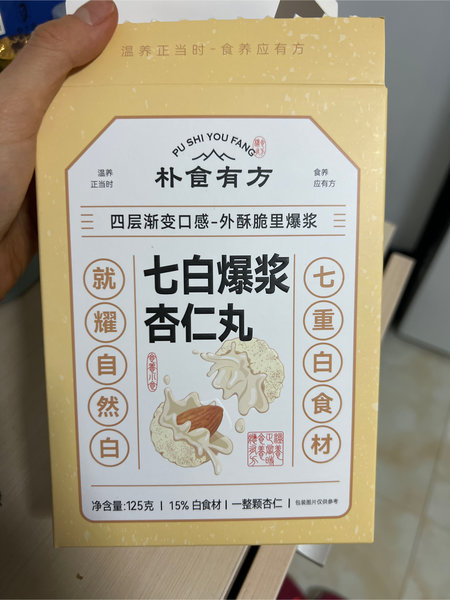 温养正当时-食养应有方
PU SHI YOU FANG
温养
正当时
朴食有方
食养
应有方
四层渐变口感-外酥脆里爆浆
就耀自然白
七白爆浆
杏仁丸
七重白食材
净含量:125克 | 15% 白食材 | 一整颗杏仁 | 包装图片仅供参考